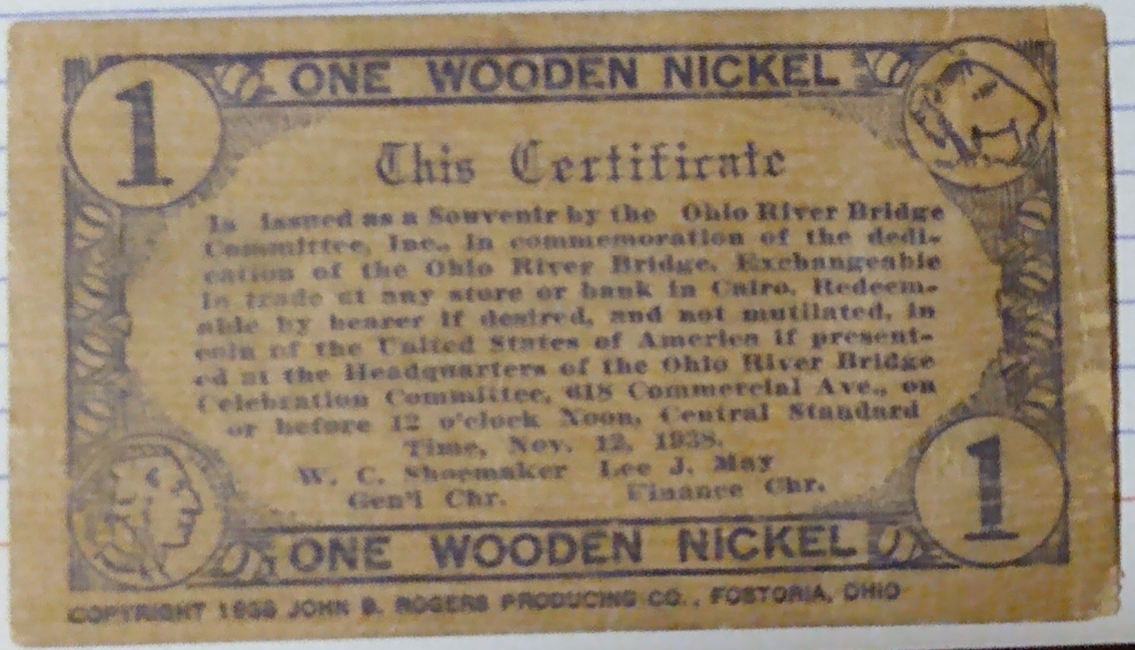 ONE WOODEN NICKEL
1
This Certificate
Is issued as a Souvenir by the Ohio River Bridge
Committee, Inc., in commemoration of the dedi-
cation of the Ohio River Bridge. Exchangeable
in trade at any store or bank in Cairo. Redeem-
able by bearer if desired, and not mutilated, in
coin of the United States of America if present-
ed at the Headquarters of the Ohio River Bridge
Celebration Committee, 618 Commercial Ave., on
or before 12 o'clock Noon, Central Standard
Time, Nov. 12, 1938.
W. C. Shoemaker Lee J. May
Gen'l Chr. Finance Chr.
1
ONE WOODEN NICKEL
COPYRIGHT 1938 JOHN B. ROGERS PRODUCING CO., FOSTORIA, OHIO